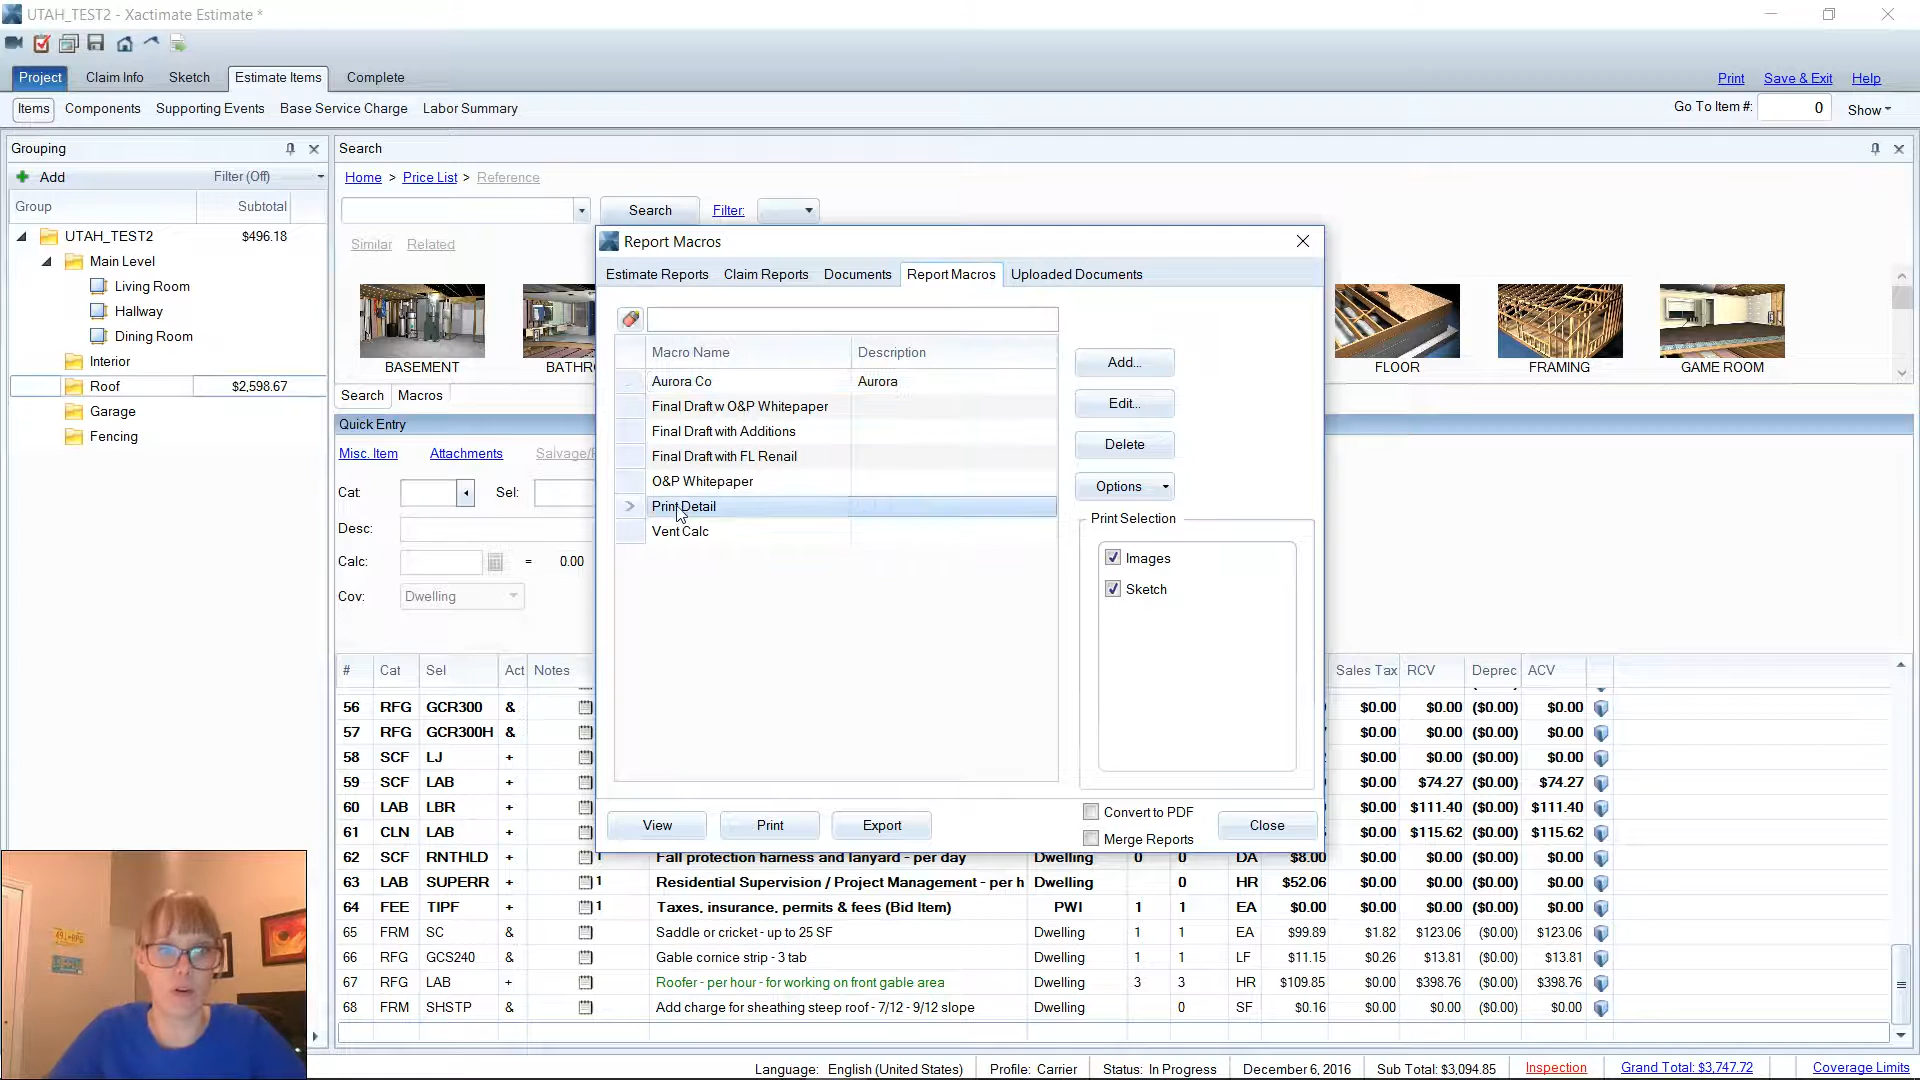 UTAH_TEST2 - Xactimate Estimate *
Project Claim Info Sketch Estimate Items Complete
Print Save & Exit Help
Items Components Supporting Events Base Service Charge Labor Summary
Go To Item #: 0 Show
Grouping
Search
Add Filter (Off)
Home > Price List > Reference
Group Subtotal
Search Filter:
UTAH_TEST2 $496.18
Similar Related
Main Level
Living Room
Hallway
Dining Room
Interior
Roof $2,598.67
Garage
Fencing
BASEMENT
FLOOR
FRAMING
GAME ROOM
Search Macros
Quick Entry
Misc. Item Attachments
Cat: Sel:
Desc:
Calc: = 0.00
Cov: Dwelling
Report Macros
Estimate Reports Claim Reports Documents Report Macros Uploaded Documents
Macro Name Description
Aurora Co Aurora
Final Draft w O&P Whitepaper
Final Draft with Additions
Final Draft with FL Renail
O&P Whitepaper
Print Detail
Vent Calc
Add...
Edit...
Delete
Options
Print Selection
Images
Sketch
View Print Export
Convert to PDF
Merge Reports
Close
# Cat Sel Act Notes Sales Tax RCV Deprec ACV
56 RFG GCR300 & $0.00 $0.00 ($0.00) $0.00
57 RFG GCR300H & $0.00 $0.00 ($0.00) $0.00
58 SCF LJ + $0.00 $0.00 ($0.00) $0.00
59 SCF LAB + $0.00 $74.27 ($0.00) $74.27
60 LAB LBR + $0.00 $111.40 ($0.00) $111.40
61 CLN LAB + $0.00 $115.62 ($0.00) $115.62
62 SCF RNTHLD + 1 Fall protection harness and lanyard - per day Dwelling 0 0 DA $8.00 $0.00 $0.00 ($0.00) $0.00
63 LAB SUPERR + 1 Residential Supervision / Project Management - per h Dwelling 0 HR $52.06 $0.00 $0.00 ($0.00) $0.00
64 FEE TIPF + 1 Taxes, insurance, permits & fees (Bid Item) PWI 1 1 EA $0.00 $0.00 $0.00 ($0.00) $0.00
65 FRM SC & Saddle or cricket - up to 25 SF Dwelling 1 1 EA $99.89 $1.82 $123.06 ($0.00) $123.06
66 RFG GCS240 & Gable cornice strip - 3 tab Dwelling 1 1 LF $11.15 $0.26 $13.81 ($0.00) $13.81
67 RFG LAB + Roofer - per hour - for working on front gable area Dwelling 3 3 HR $109.85 $0.00 $398.76 ($0.00) $398.76
68 FRM SHSTP & Add charge for sheathing steep roof - 7/12 - 9/12 slope Dwelling 0 SF $0.16 $0.00 $0.00 ($0.00) $0.00
Language: English (United States) Profile: Carrier Status: In Progress December 6, 2016 Sub Total: $3,094.85 Inspection Grand Total: $3,747.72 Coverage Limits